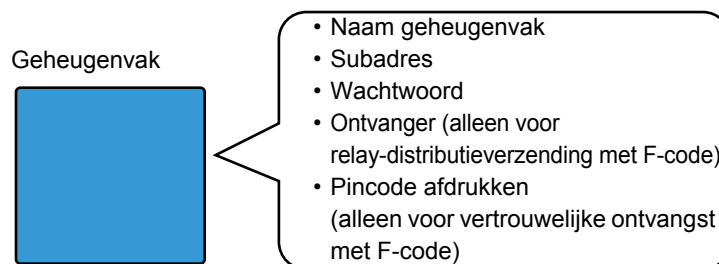 Geheugenvak
• Naam geheugenvak
• Subadres
• Wachtwoord
• Ontvanger (alleen voor
relay-distributieverzending met F-code)
• Pincode afdrukken
(alleen voor vertrouwelijke ontvangst
met F-code)